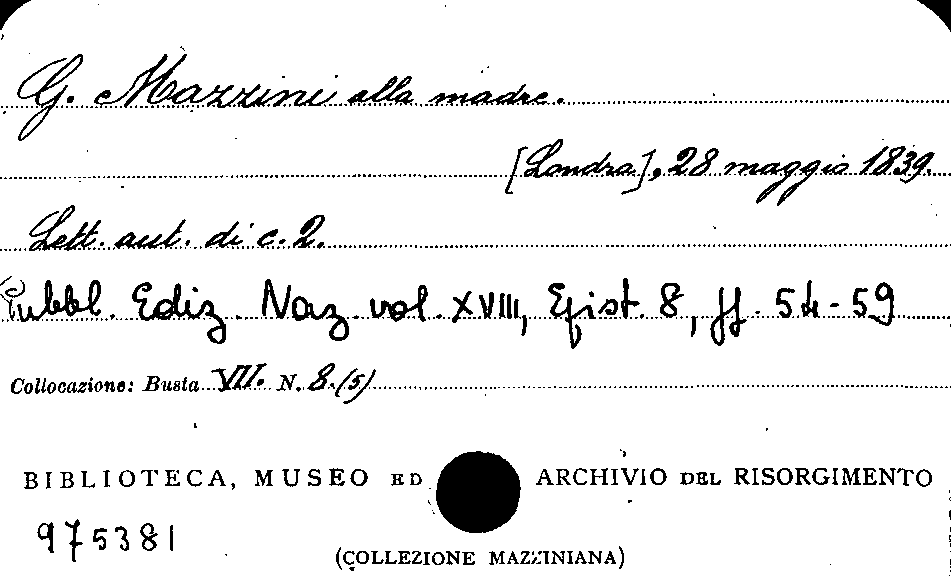 G. Mazzini alla madre.
[Londra], 28 maggio 1839.
Lett. aut. di c. 2.
Pubbl. Ediz. Naz. vol. XVIII, Epist. 8, ff. 54-59
Collocazione: Busta VII. N. 8.(5)
BIBLIOTECA, MUSEO ED ARCHIVIO DEL RISORGIMENTO
975381
(COLLEZIONE MAZZINIANA)